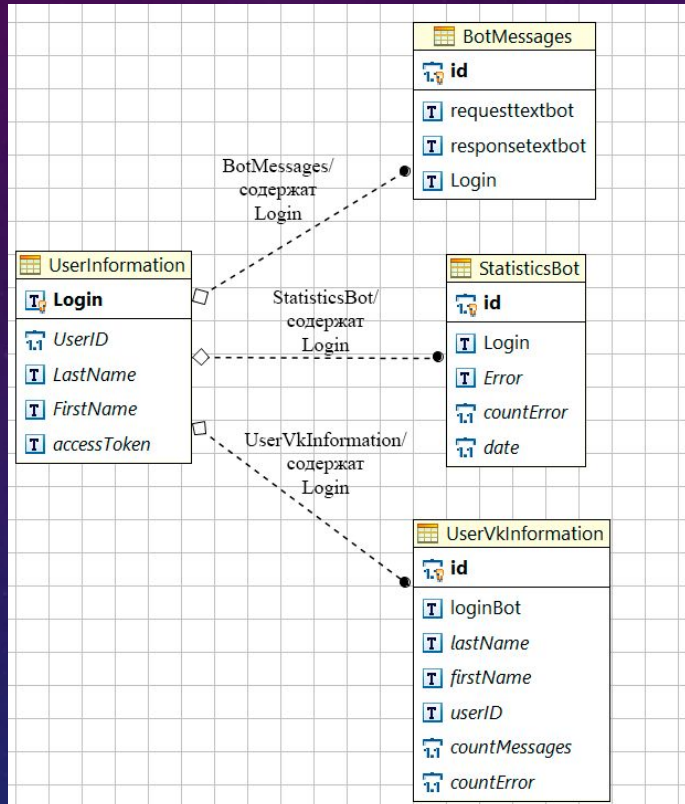 BotMessages
id
requesttextbot
responsetextbot
Login
BotMessages/
содержат
Login
UserInformation
Login
UserID
LastName
FirstName
accessToken
StatisticsBot/
содержат
Login
StatisticsBot
id
Login
Error
countError
date
UserVkInformation/
содержат
Login
UserVkInformation
id
loginBot
lastName
firstName
userID
countMessages
countError